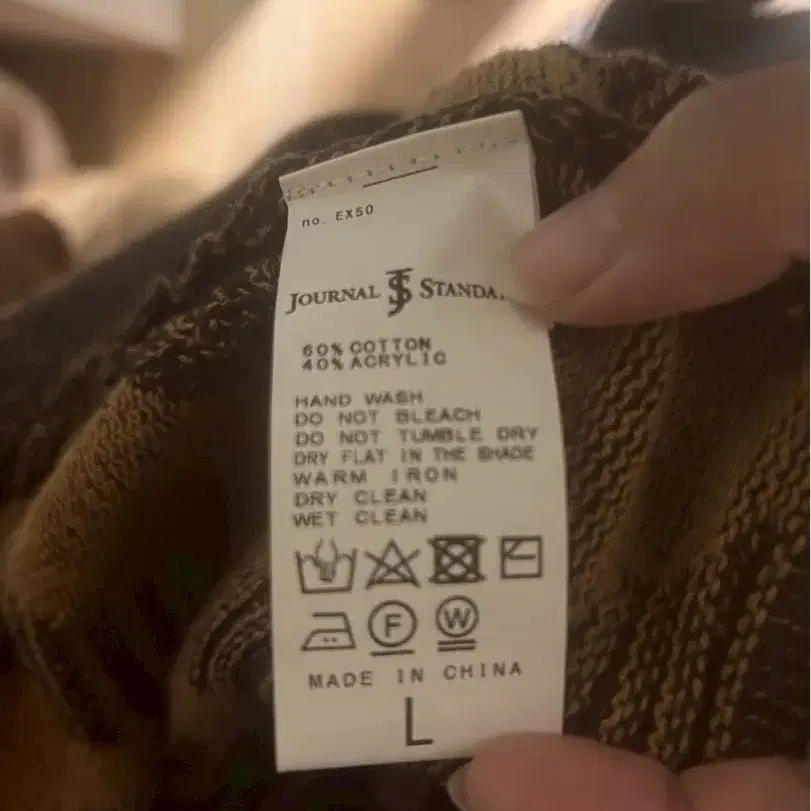 no. EX50
JOURNAL JS STANDA
60% COTTON
40% ACRYLIC
HAND WASH
DO NOT BLEACH
DO NOT TUMBLE DRY
DRY FLAT IN THE SHADE
WARM IRON
DRY CLEAN
WET CLEAN
F W
MADE IN CHINA
L